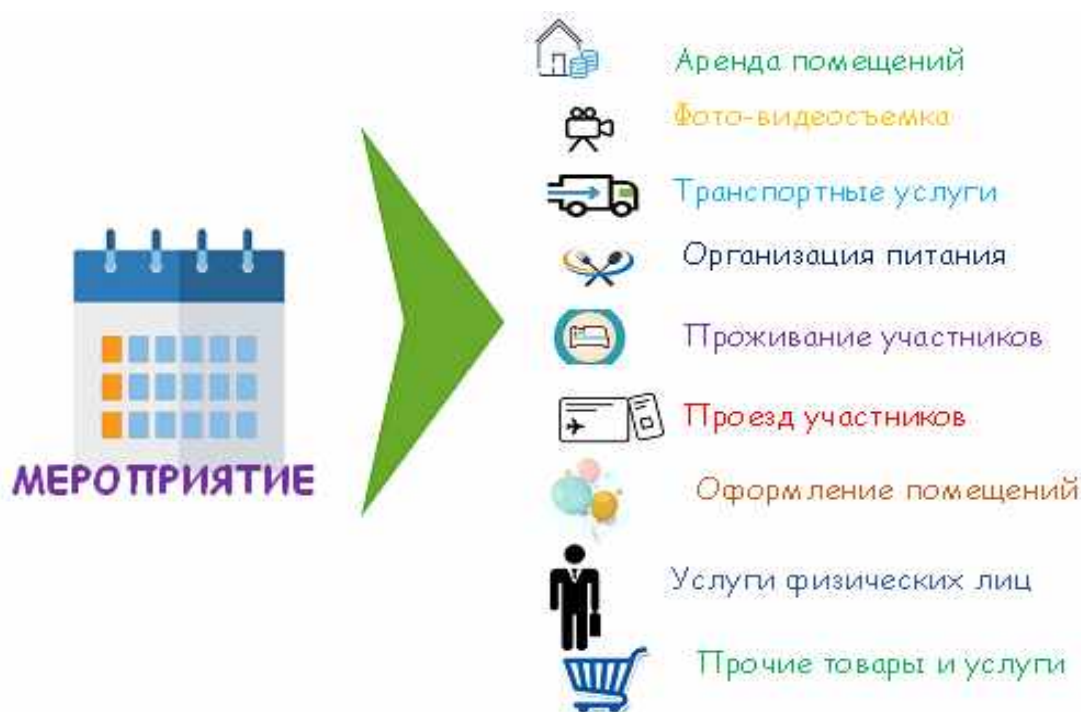 Аренда помещений
Фото-видеосъемка
Транспортные услуги
Организация питания
Проживание участников
Проезд участников
МЕРОПРИЯТИЕ
Оформление помещений
Услуги физических лиц
Прочие товары и услуги